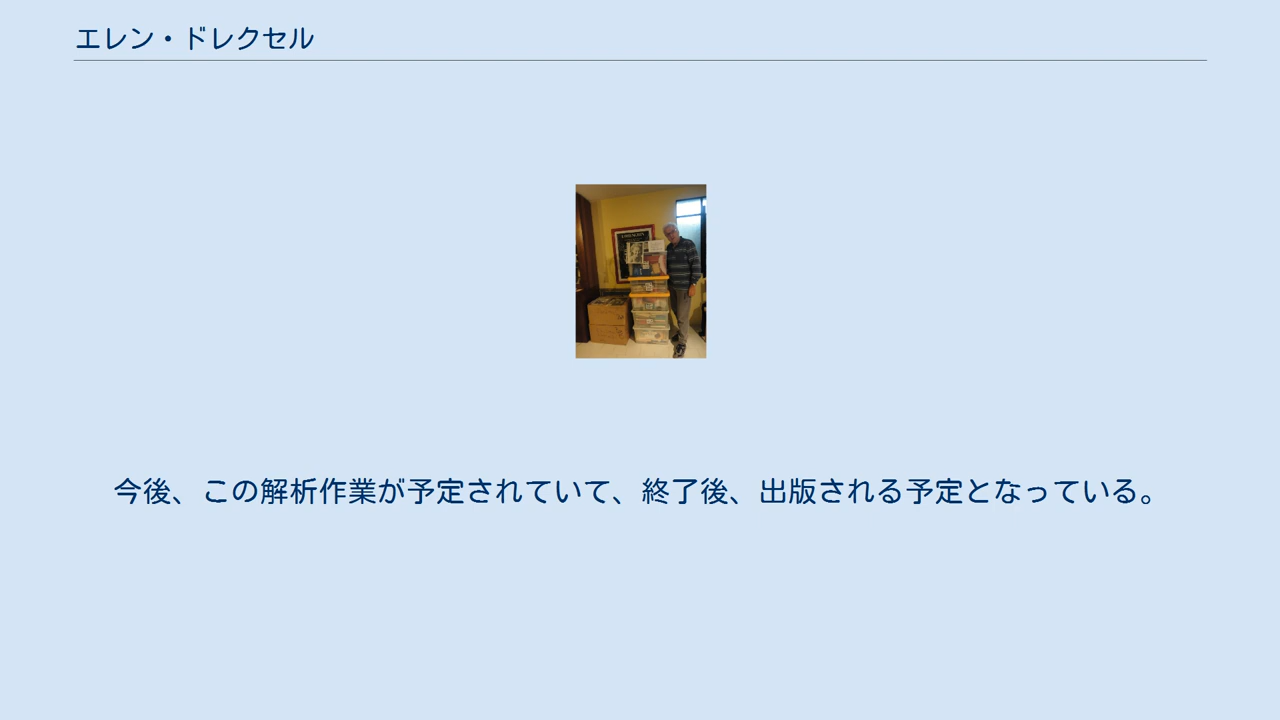 エレン・ドレクセル
今後、この解析作業が予定されていて、終了後、出版される予定となっている。